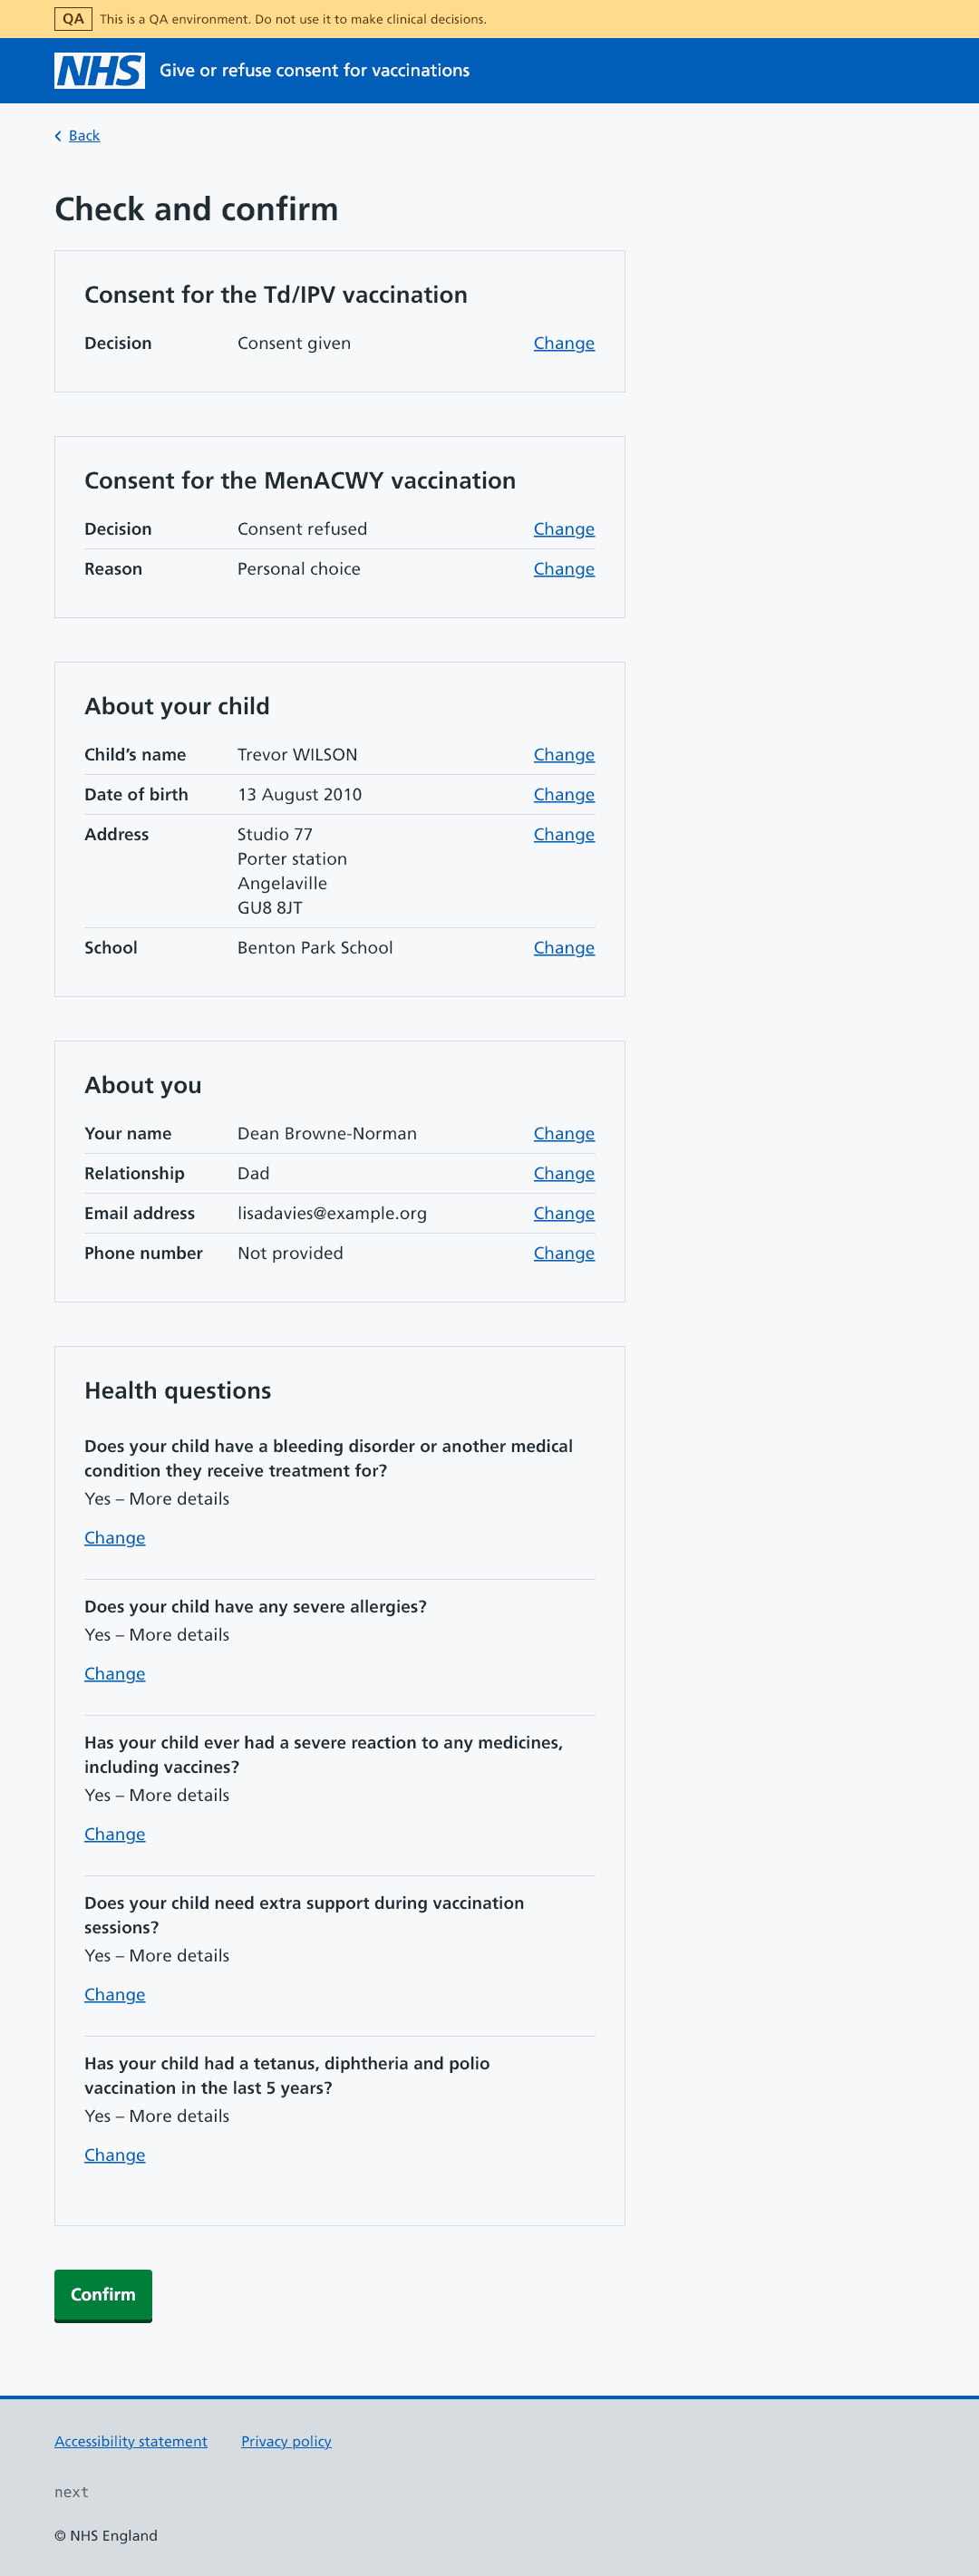 QA This is a QA environment. Do not use it to make clinical decisions.
NHS Give or refuse consent for vaccinations
Back
Check and confirm
Consent for the Td/IPV vaccination
Decision Consent given Change
Consent for the MenACWY vaccination
Decision Consent refused Change
Reason Personal choice Change
About your child
Child’s name Trevor WILSON Change
Date of birth 13 August 2010 Change
Address Studio 77 Change
Porter station
Angelaville
GU8 8JT
School Benton Park School Change
About you
Your name Dean Browne-Norman Change
Relationship Dad Change
Email address lisadavies@example.org Change
Phone number Not provided Change
Health questions
Does your child have a bleeding disorder or another medical
condition they receive treatment for?
Yes – More details
Change
Does your child have any severe allergies?
Yes – More details
Change
Has your child ever had a severe reaction to any medicines,
including vaccines?
Yes – More details
Change
Does your child need extra support during vaccination
sessions?
Yes – More details
Change
Has your child had a tetanus, diphtheria and polio
vaccination in the last 5 years?
Yes – More details
Change
Confirm
Accessibility statement Privacy policy
next
© NHS England